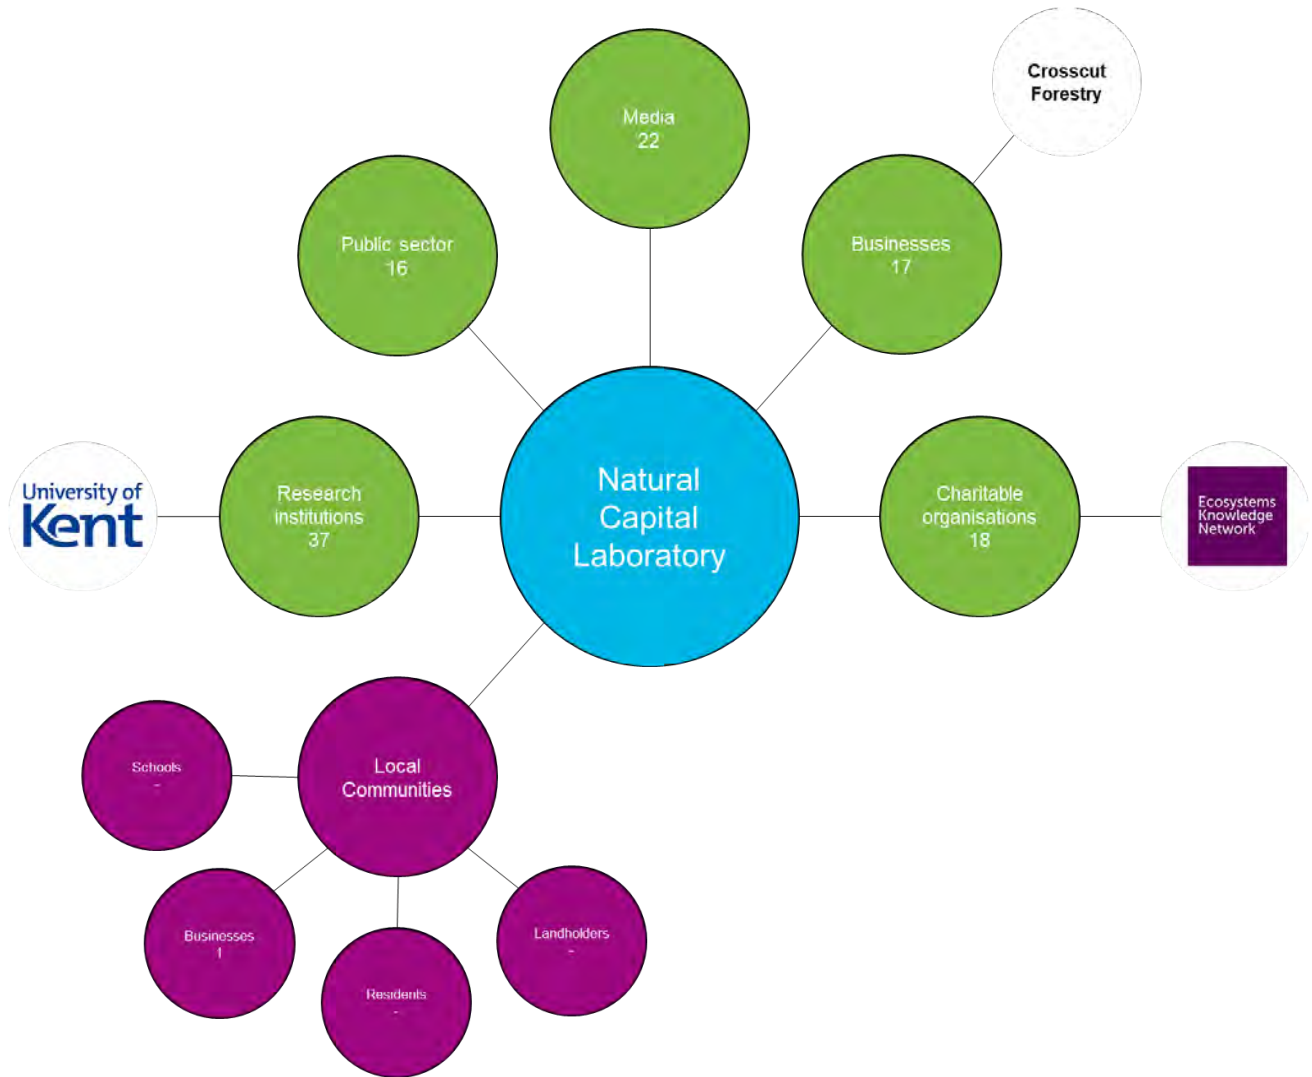 Crosscut
Forestry
Media
22
Public sector
16
Businesses
17
University of
Kent
Research
institutions
37
Natural
Capital
Laboratory
Charitable
organisations
18
Ecosystems
Knowledge
Network
Schools
-
Local
Communities
Businesses
1
Residents
-
Landholders
-